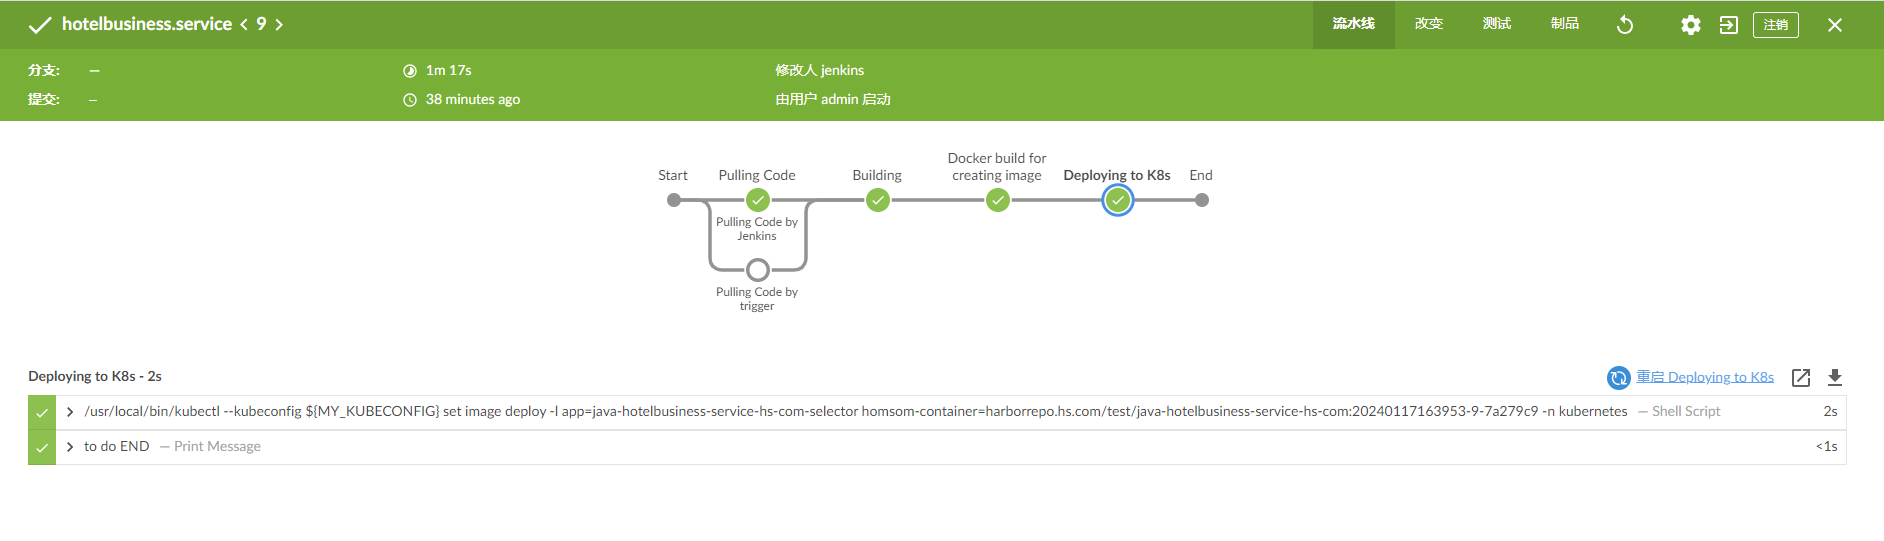 hotelbusiness.service < 9 >
流水线 改变 测试 制品 注销
分支: — 1m 17s 修改人 jenkins
提交: – 38 minutes ago 由用户 admin 启动
Docker build for
Start Pulling Code Building creating image Deploying to K8s End
Pulling Code by
Jenkins
Pulling Code by
trigger
Deploying to K8s - 2s 重启 Deploying to K8s
/usr/local/bin/kubectl --kubeconfig ${MY_KUBECONFIG} set image deploy -l app=java-hotelbusiness-service-hs-com-selector homsom-container=harborrepo.hs.com/test/java-hotelbusiness-service-hs-com:20240117163953-9-7a279c9 -n kubernetes — Shell Script 2s
to do END — Print Message <1s